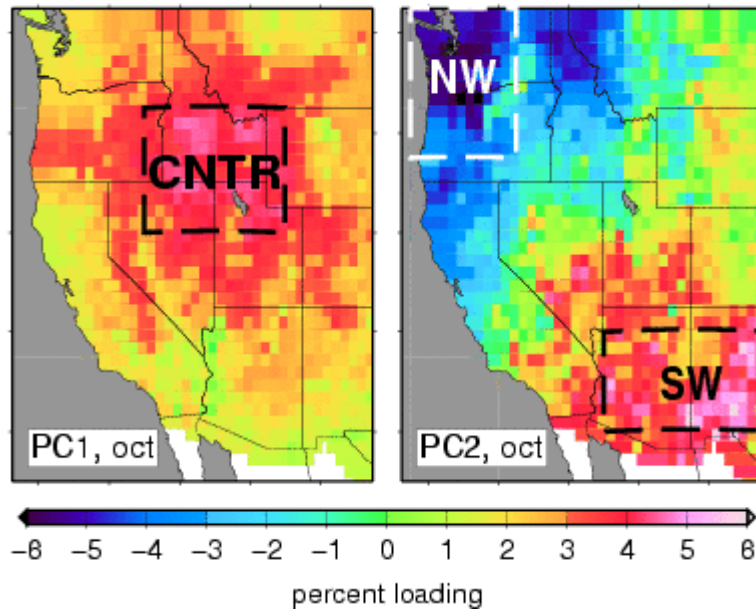 NW
CNTR
SW
PC1, oct
PC2, oct
−6 −5 −4 −3 −2 −1 0 1 2 3 4 5 6
percent loading